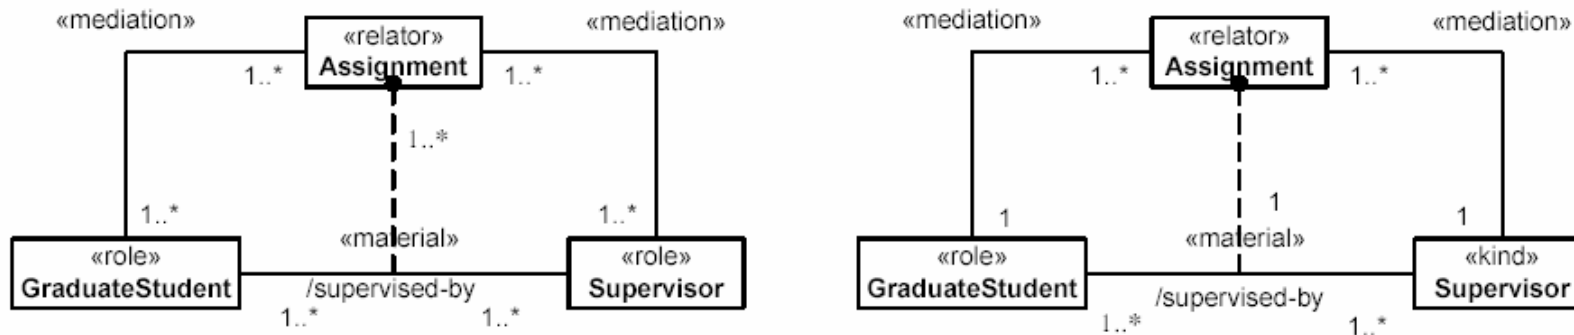 «mediation»
«relator»
Assignment
«mediation»
1..*
1..*
1..*
1..*
1..*
«role»
GraduateStudent
«material»
/supervised-by
1..*
1..*
«role»
Supervisor
«mediation»
«relator»
Assignment
«mediation»
1..*
1..*
1
1
1
«role»
GraduateStudent
«material»
/supervised-by
1..*
1..*
«kind»
Supervisor